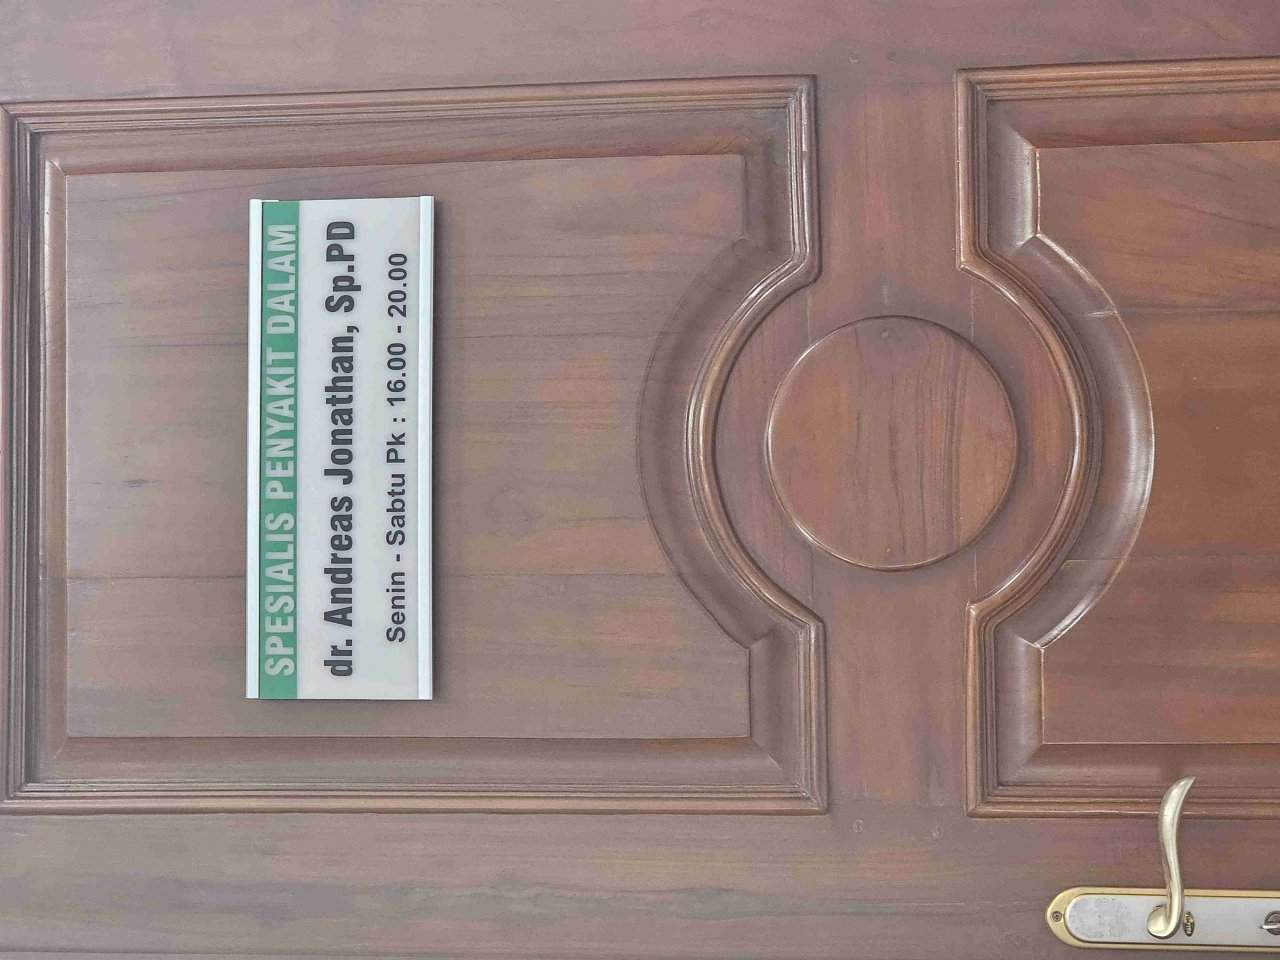 SPESIALIS PENYAKIT DALAM
dr. Andreas Jonathan, Sp.PD
Senin - Sabtu Pk : 16.00 - 20.00